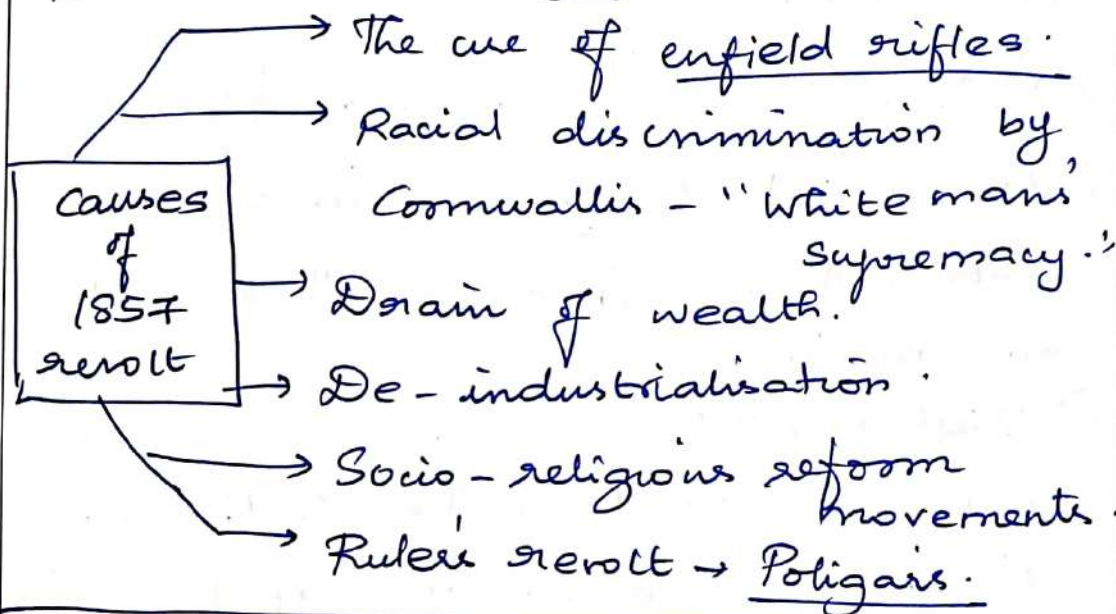 The use of enfield rifles.
Racial discrimination by
Cornwallis - "White mans'
supremacy."
Causes
of
1857
revolt
Drain of wealth.
De-industrialisation.
Socio-religious reform
movements.
Ruler's revolt → Poligars.